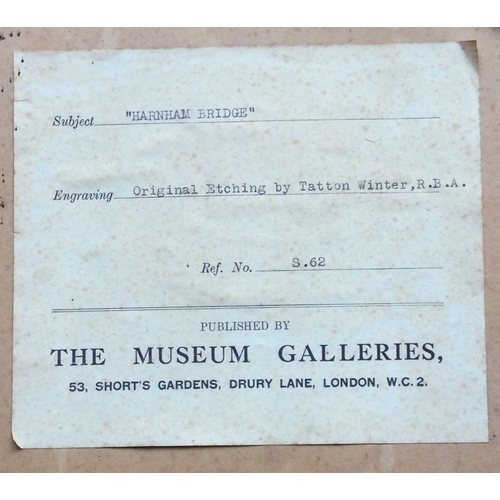 Subject "HARNHAM BRIDGE"
Engraving Original Etching by Tatton Winter, R.B.A.
Ref. No. S.62
PUBLISHED BY
THE MUSEUM GALLERIES,
53, SHORT'S GARDENS, DRURY LANE, LONDON, W.C. 2.